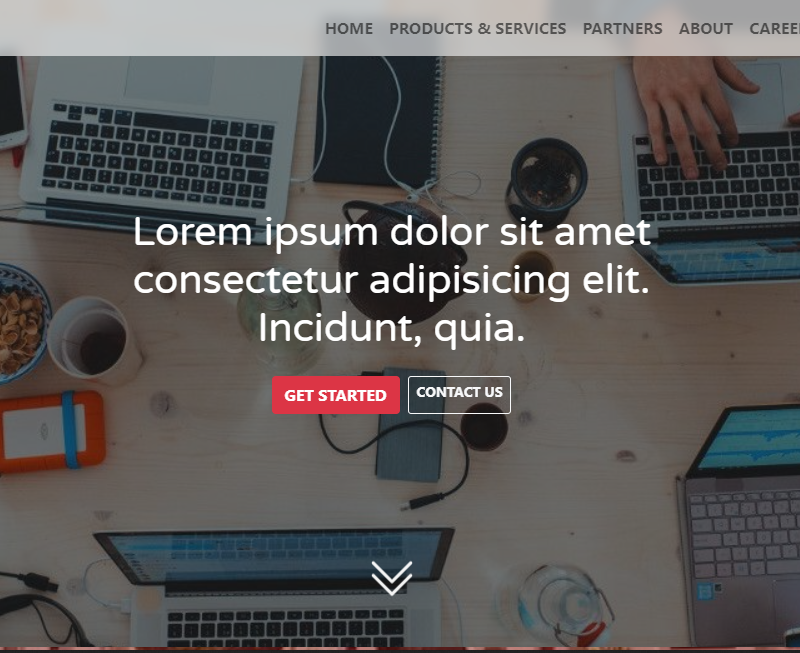 HOME PRODUCTS & SERVICES PARTNERS ABOUT
Lorem ipsum dolor sit amet
consectetur adipisicing elit.
Incidunt, quia.
GET STARTED CONTACT US